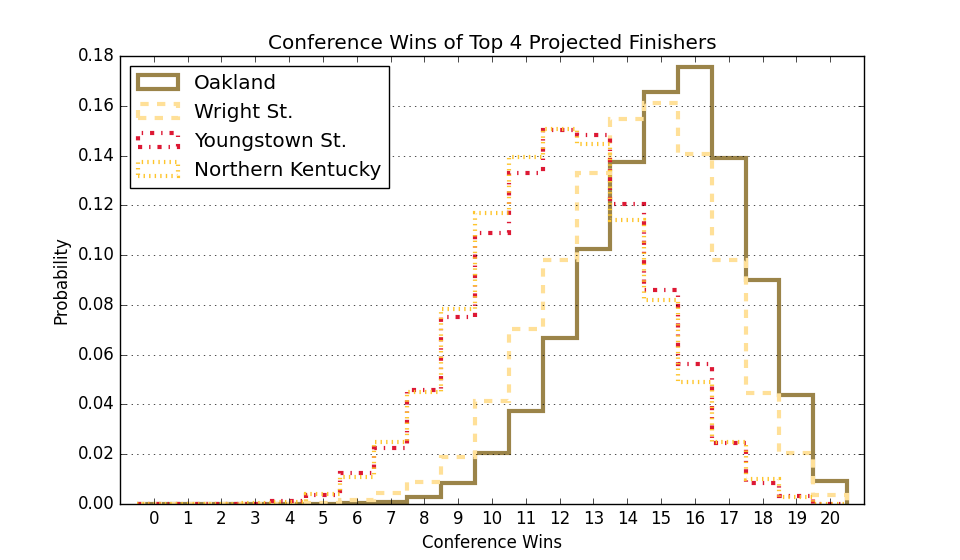 Conference Wins of Top 4 Projected Finishers
0.18
0.16
0.14
0.12
0.10
0.08
0.06
0.04
0.02
0.00
Probability
Oakland
Wright St.
Youngstown St.
Northern Kentucky
0 1 2 3 4 5 6 7 8 9 10 11 12 13 14 15 16 17 18 19 20
Conference Wins